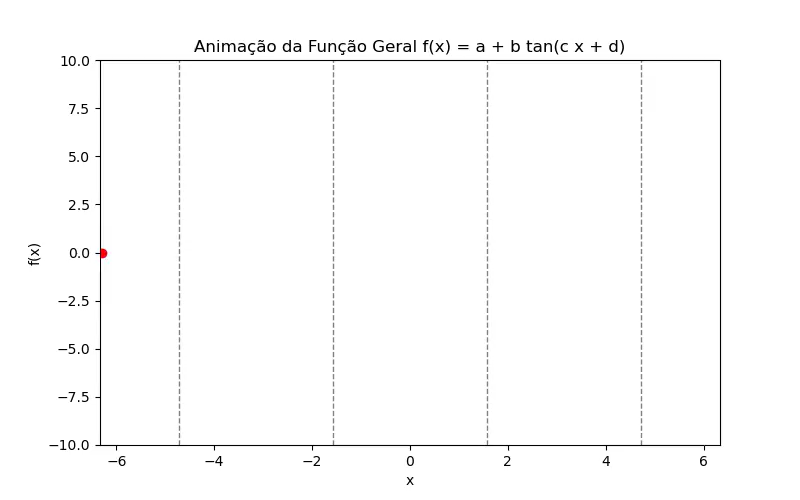 Animação da Função Geral f(x) = a + b tan(c x + d)
10.0
7.5
5.0
2.5
0.0
−2.5
−5.0
−7.5
−10.0
f(x)
−6 −4 −2 0 2 4 6
x